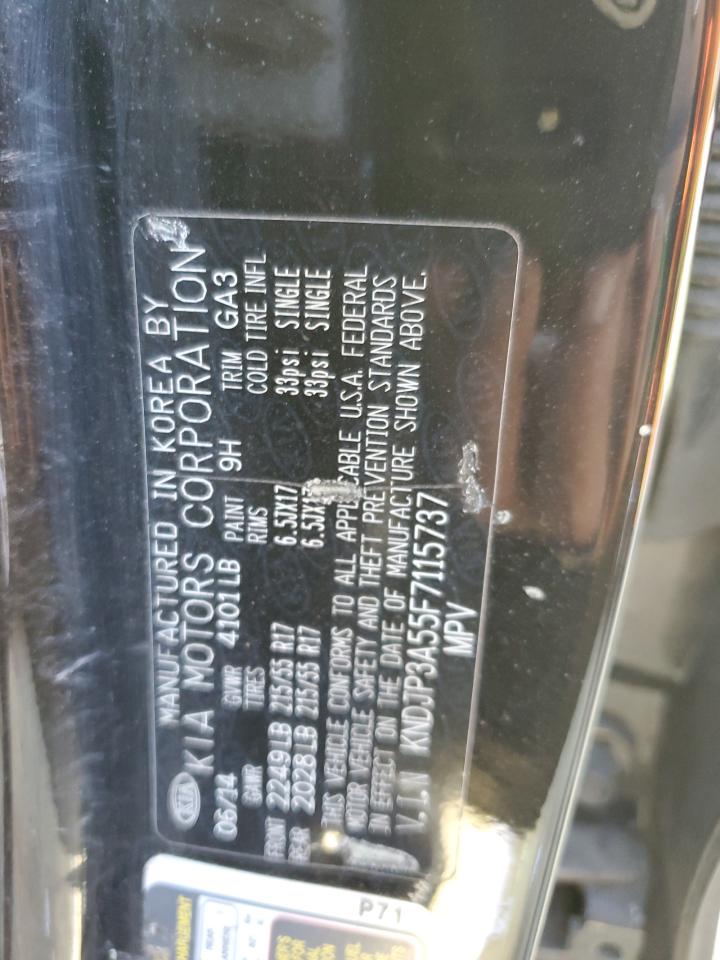 KIA
MANUFACTURED IN KOREA BY
KIA MOTORS CORPORATION
06/14 GVWR 4101LB PAINT 9H TRIM GA3
GAWR TIRES RIMS COLD TIRE INFL
FRONT 2249LB 215/55 R17 6.5JX17 33psi SINGLE
REAR 2028LB 215/55 R17 6.5JX17 33psi SINGLE
THIS VEHICLE CONFORMS TO ALL APPLICABLE U.S.A. FEDERAL
MOTOR VEHICLE SAFETY AND THEFT PREVENTION STANDARDS
IN EFFECT ON THE DATE OF MANUFACTURE SHOWN ABOVE.
V.I.N KNDJP3A55F7115737
MPV
P71